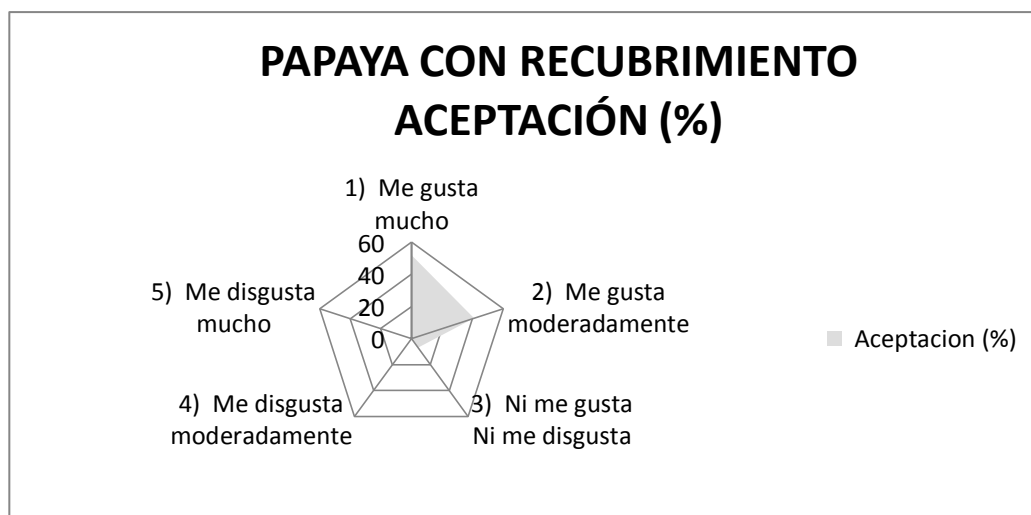 PAPAYA CON RECUBRIMIENTO
ACEPTACIÓN (%)
1) Me gusta
mucho
60
40
20
0
2) Me gusta
moderadamente
3) Ni me gusta
Ni me disgusta
4) Me disgusta
moderadamente
5) Me disgusta
mucho
Aceptacion (%)